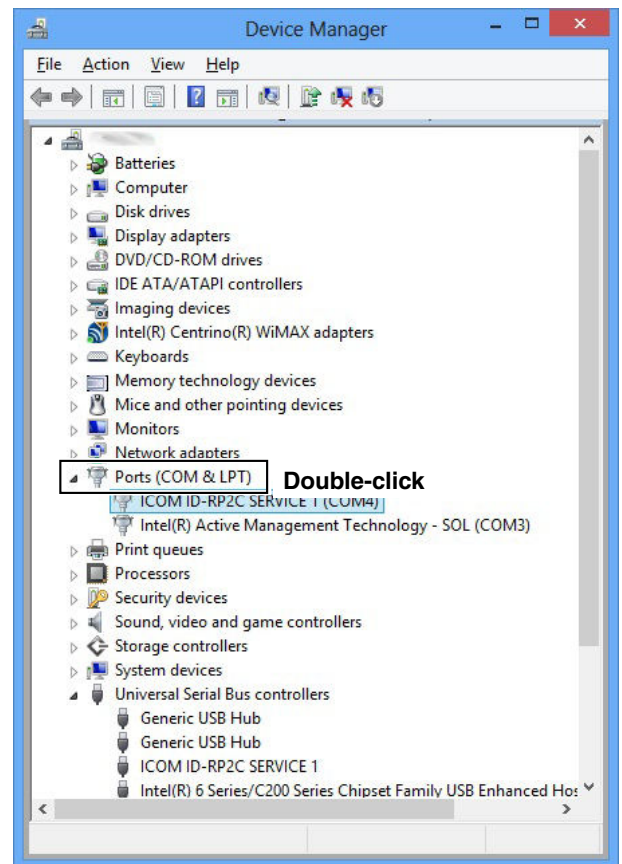 Device Manager
File Action View Help
Batteries
Computer
Disk drives
Display adapters
DVD/CD-ROM drives
IDE ATA/ATAPI controllers
Imaging devices
Intel(R) Centrino(R) WiMAX adapters
Keyboards
Memory technology devices
Mice and other pointing devices
Monitors
Network adapters
Ports (COM & LPT) Double-click
ICOM ID-RP2C SERVICE 1 (COM4)
Intel(R) Active Management Technology - SOL (COM3)
Print queues
Processors
Security devices
Sound, video and game controllers
Storage controllers
System devices
Universal Serial Bus controllers
Generic USB Hub
Generic USB Hub
ICOM ID-RP2C SERVICE 1
Intel(R) 6 Series/C200 Series Chipset Family USB Enhanced Hos